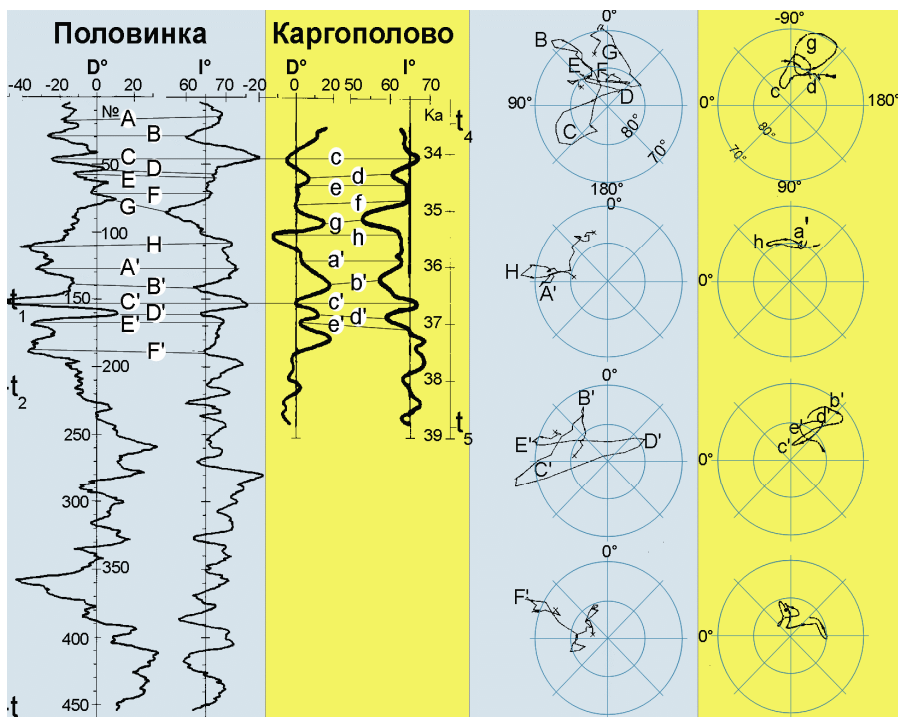 Половинка
Каргополово
D° I°
D° I°
-40 -20 0 20 60 70 -20
0 20 50 60 70
№
Ka
A
B
C
D
E
F
G
H
A'
B'
C'
D'
E'
F'
50
100
150
200
250
300
350
400
450
t1
t2
t
c
d
e
f
g
h
a'
b'
c'
d'
e'
t4
34
35
36
37
38
39
t5
0°
B
G
E
F
D
C
90°
80°
70°
180°
-90°
g
c
d
0°
180°
80°
70°
0°
H
A'
90°
h
a'
0°
0°
B'
E'
D'
C'
b'
d'
e'
c'
0°
0°
F'
0°